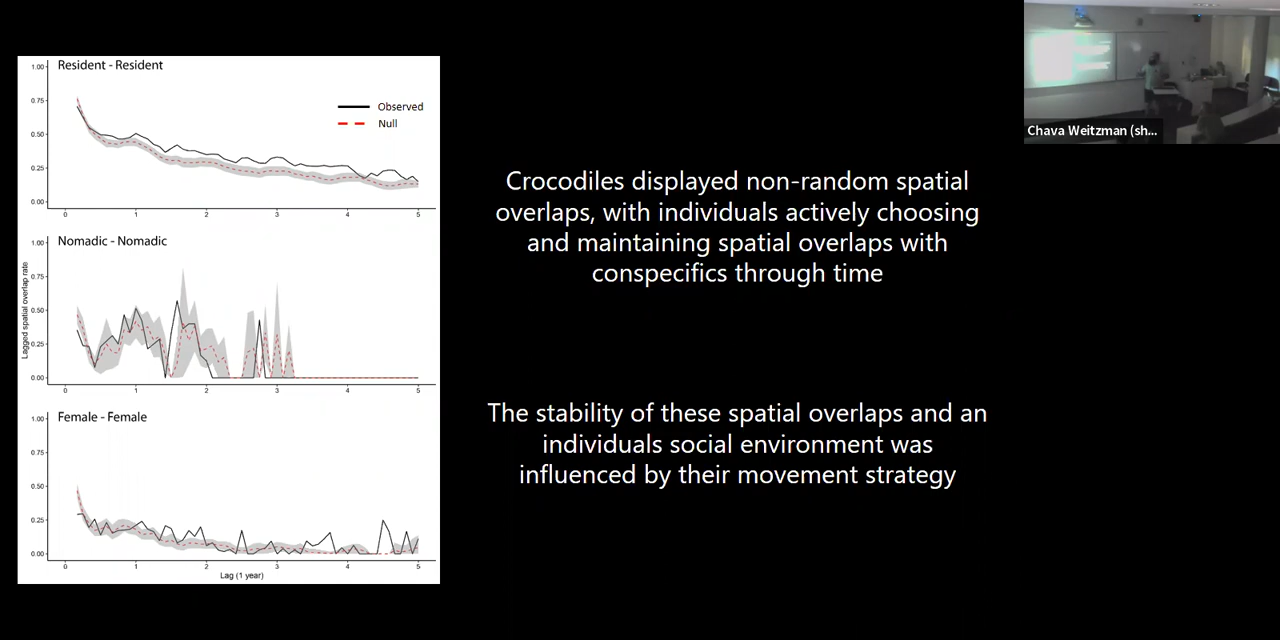 Resident - Resident
1.00
0.75
0.50
0.25
0.00
Observed
Null
0 1 2 3 4 5
Nomadic - Nomadic
1.00
0.75
0.50
0.25
0.00
Lagged spatial overlap rate
0 1 2 3 4 5
Female - Female
1.00
0.75
0.50
0.25
0.00
0 1 2 3 4 5
Lag (1 year)
Crocodiles displayed non-random spatial
overlaps, with individuals actively choosing
and maintaining spatial overlaps with
conspecifics through time
The stability of these spatial overlaps and an
individuals social environment was
influenced by their movement strategy
Chava Weitzman (sh...